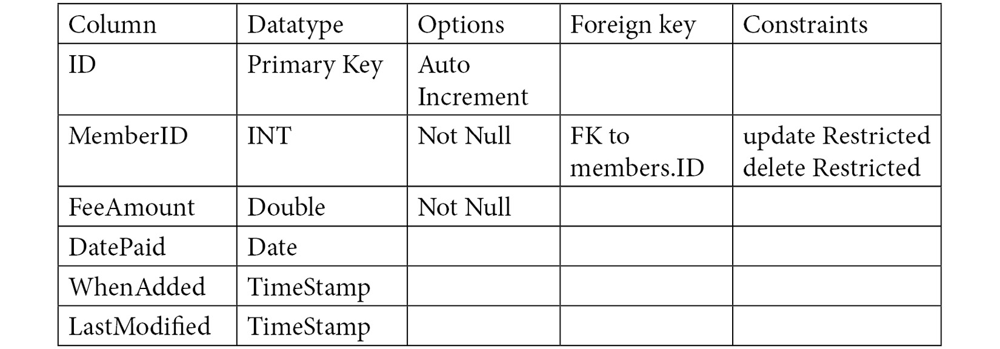 Column Datatype Options Foreign key Constraints
ID Primary Key Auto
Increment
MemberID INT Not Null FK to update Restricted
members.ID delete Restricted
FeeAmount Double Not Null
DatePaid Date
WhenAdded TimeStamp
LastModified TimeStamp